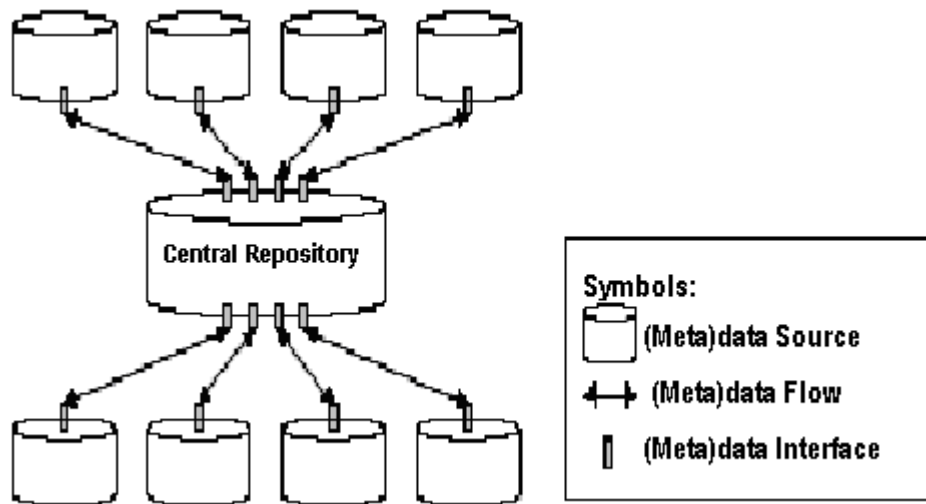 Central Repository
Symbols:
(Meta)data Source
(Meta)data Flow
(Meta)data Interface